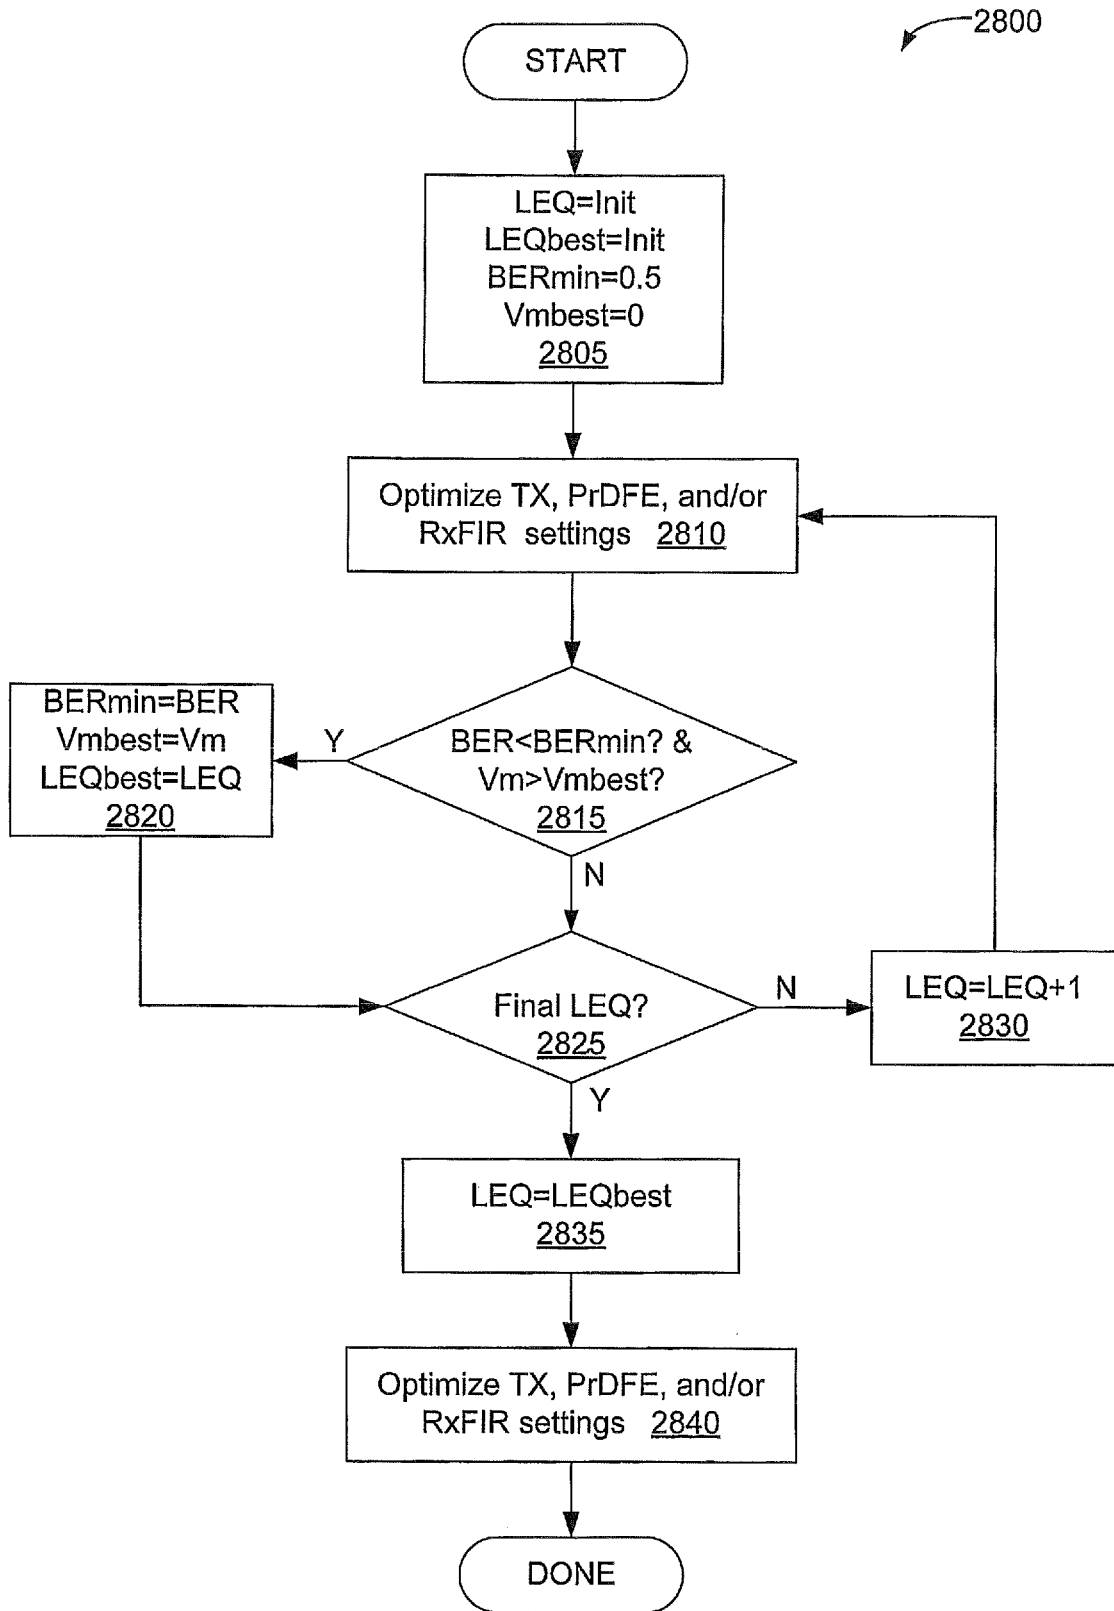 2800
START
LEQ=Init
LEQbest=Init
BERmin=0.5
Vmbest=0
2805
Optimize TX, PrDFE, and/or
RxFIR settings 2810
BERmin=BER
Vmbest=Vm
LEQbest=LEQ
2820
Y
BER<BERmin? &
Vm>Vmbest?
2815
N
Final LEQ?
2825
N
LEQ=LEQ+1
2830
Y
LEQ=LEQbest
2835
Optimize TX, PrDFE, and/or
RxFIR settings 2840
DONE